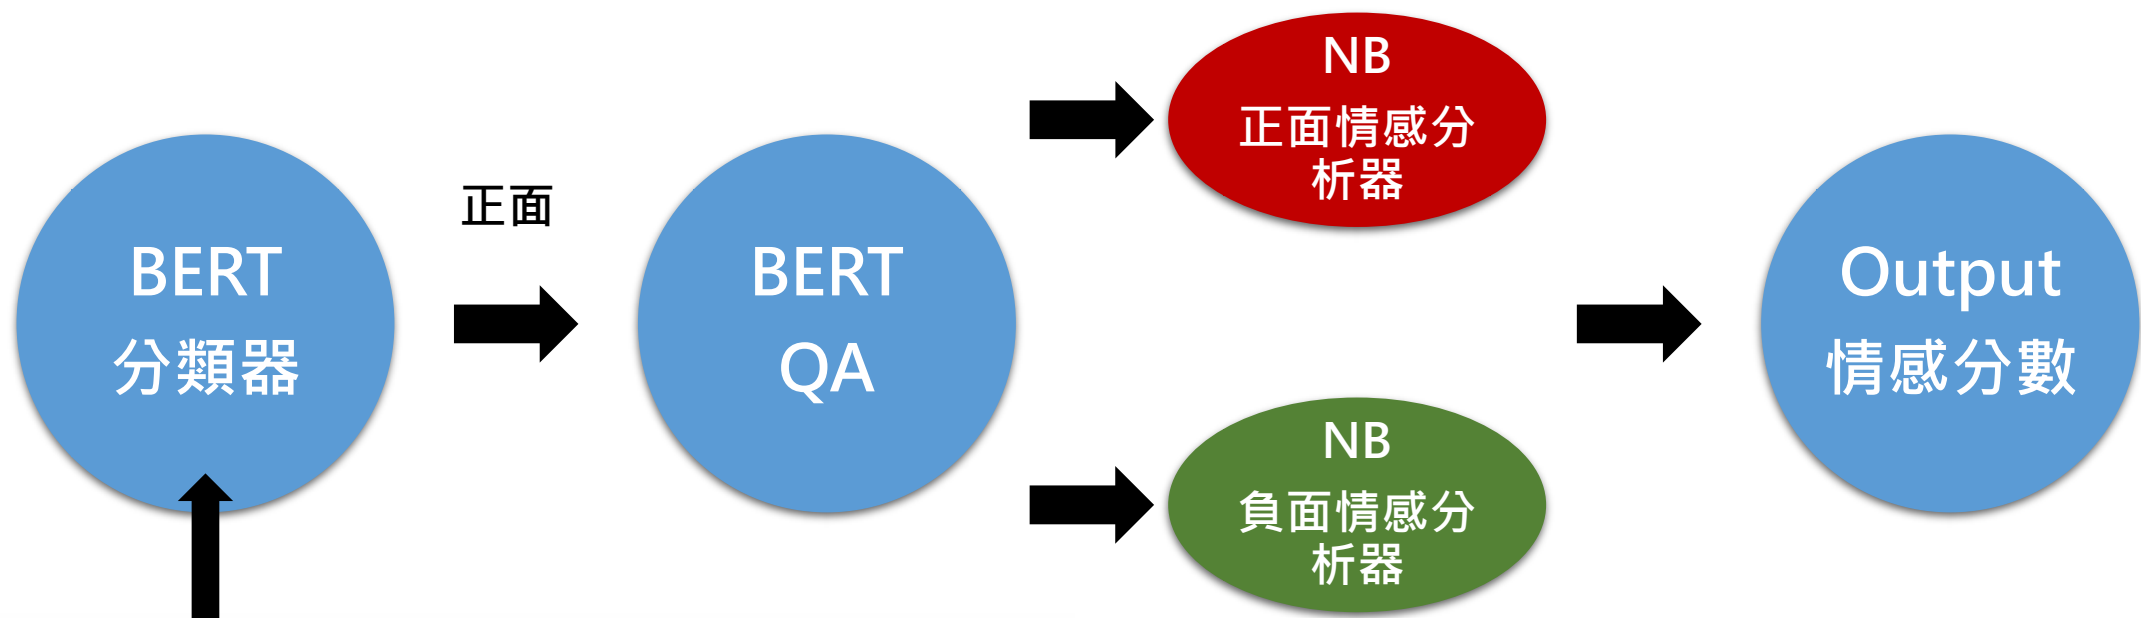 BERT
分類器
正面
BERT
QA
NB
正面情感分
析器
NB
負面情感分
析器
Output
情感分數